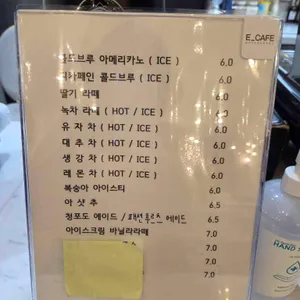 E_CAFE
콜드브루 아메리카노 ( ICE ) 6,0
디카페인 콜드브루 ( ICE ) 6,0
딸기 라떼 6,0
녹차 라떼 ( HOT / ICE ) 6,0
유 자 차 ( HOT / ICE ) 6,0
대 추 차 ( HOT / ICE ) 6,0
생 강 차 ( HOT / ICE ) 6,0
레 몬 차 ( HOT / ICE ) 6,0
복숭아 아이스티 6,0
아 샷 추 6,5
청포도 에이드 / 패션후르츠 에이드 6,5
아이스크림 바닐라라떼 7,0
7,0
7,0
HAND